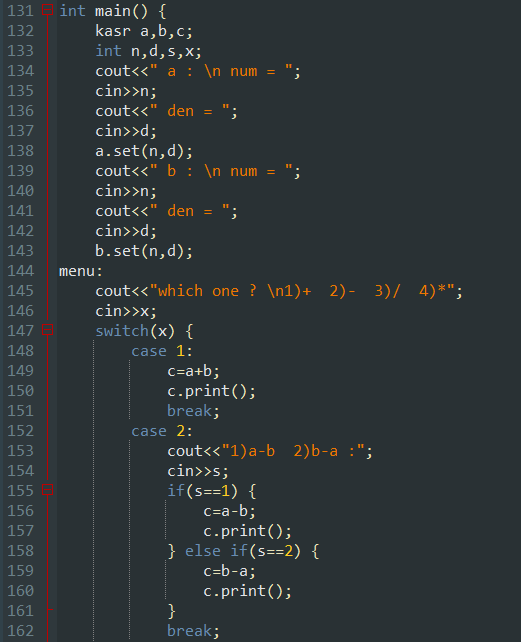 131 int main() {
132     kasr a,b,c;
133     int n,d,s,x;
134     cout<<" a : \n num = ";
135     cin>>n;
136     cout<<" den = ";
137     cin>>d;
138     a.set(n,d);
139     cout<<" b : \n num = ";
140     cin>>n;
141     cout<<" den = ";
142     cin>>d;
143     b.set(n,d);
144 menu:
145     cout<<"which one ? \n1)+  2)-  3)/  4)*";
146     cin>>x;
147     switch(x) {
148         case 1:
149             c=a+b;
150             c.print();
151             break;
152         case 2:
153             cout<<"1)a-b  2)b-a :";
154             cin>>s;
155             if(s==1) {
156                 c=a-b;
157                 c.print();
158             } else if(s==2) {
159                 c=b-a;
160                 c.print();
161             }
162             break;